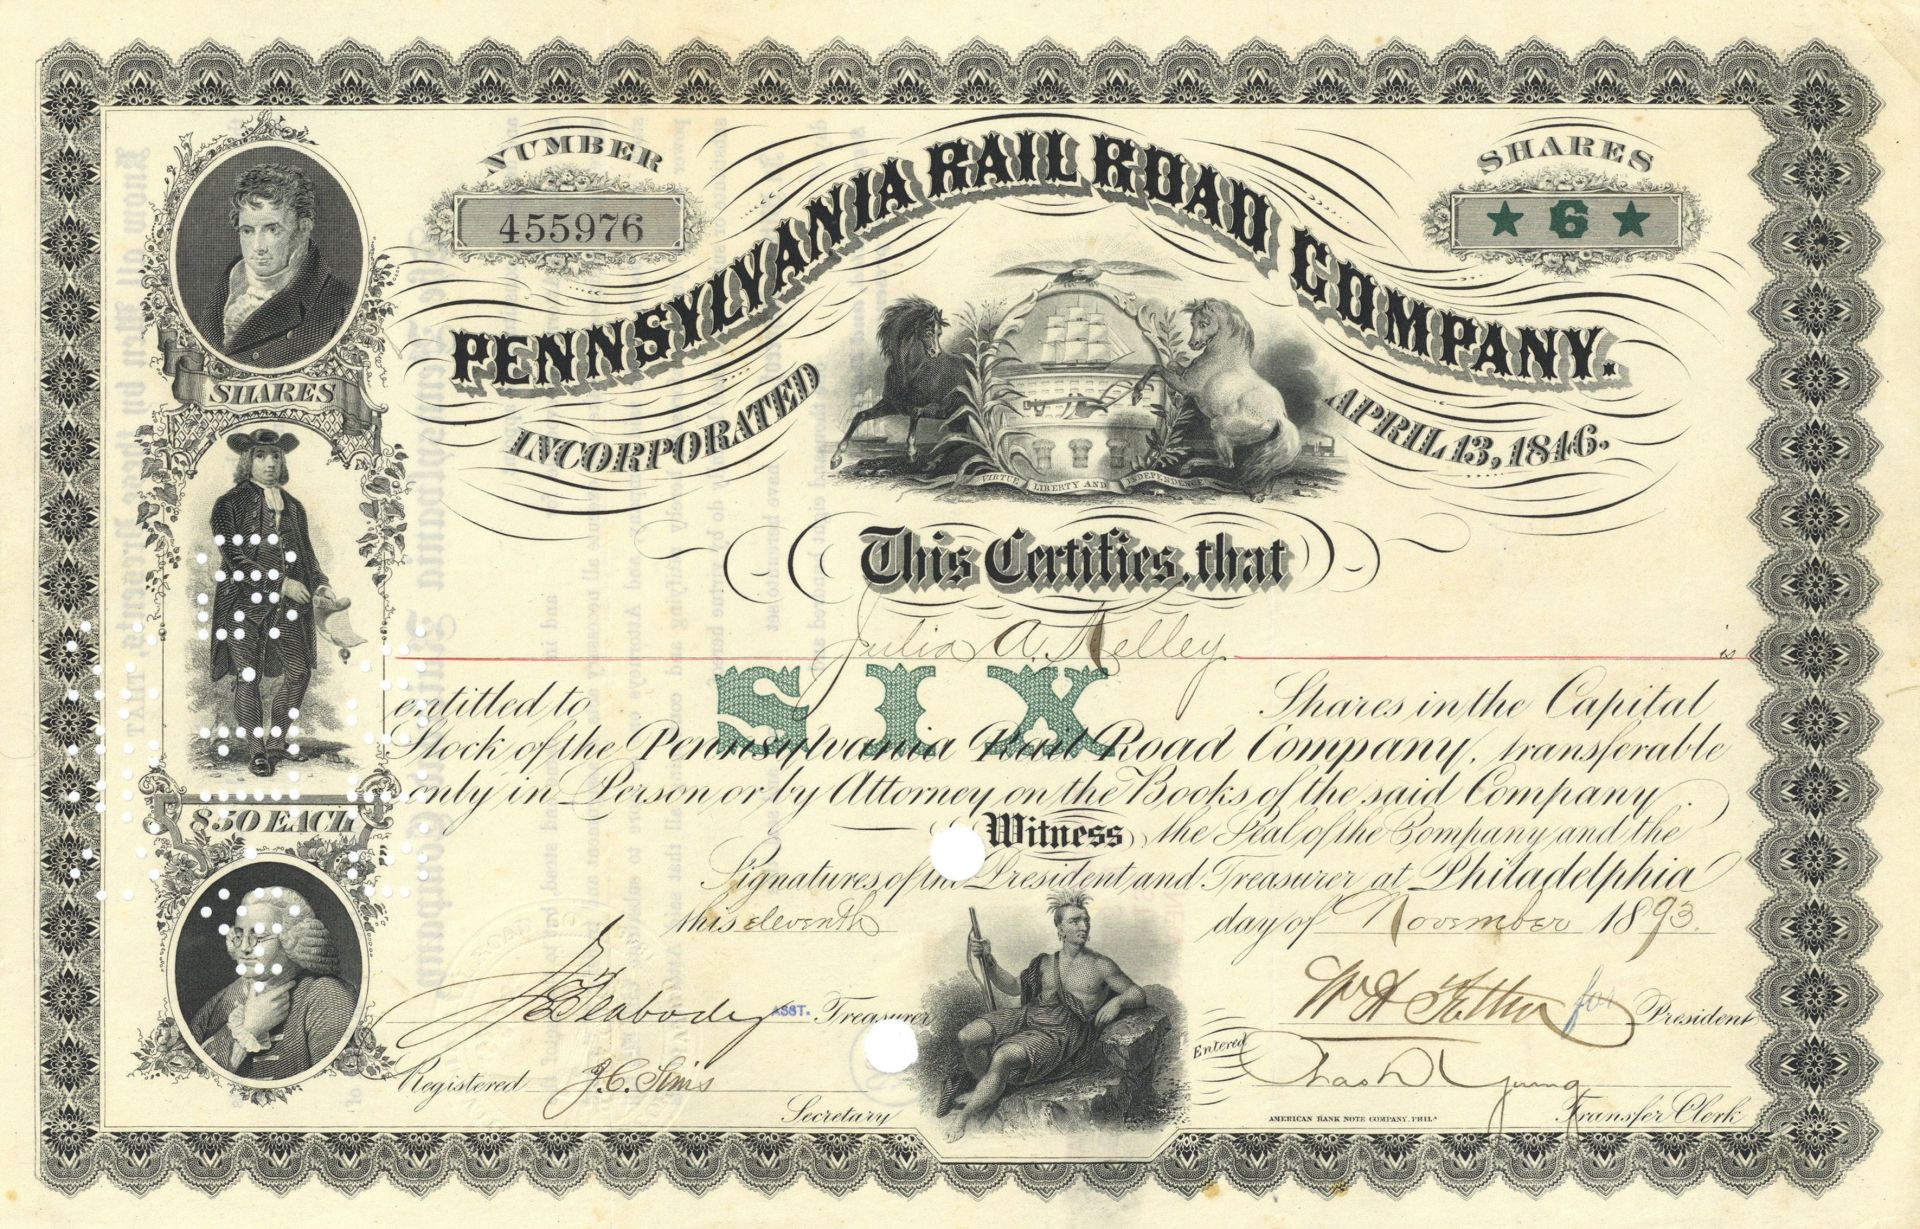 NUMBER
455976
SHARES
★ 6 ★
PENNSYLVANIA RAIL ROAD COMPANY.
INCORPORATED
APRIL 13, 1846.
VIRTUE LIBERTY AND INDEPENDENCE
SHARES
$50 EACH
This Certifies, that
Julia A. Kelley is
entitled to SIX Shares in the Capital
Stock of the Pennsylvania Rail Road Company, transferable
only in Person or by Attorney on the Books of the said Company.
Witness, the Seal of the Company and the
Signatures of the President and Treasurer at Philadelphia
this eleventh day of November 1893.
ASST. Treasurer
for President
Registered J. C. Sims
Secretary
Entered
Transfer Clerk
AMERICAN BANK NOTE COMPANY. PHILA